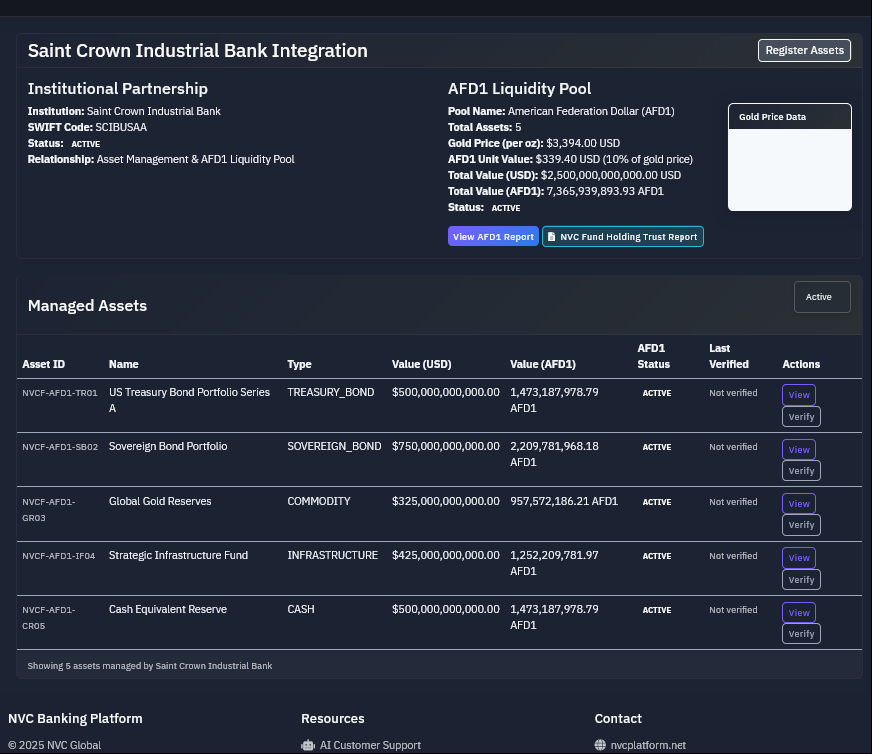 Saint Crown Industrial Bank Integration
Register Assets
Institutional Partnership
Institution: Saint Crown Industrial Bank
SWIFT Code: SCIBUSAA
Status: ACTIVE
Relationship: Asset Management & AFD1 Liquidity Pool
AFD1 Liquidity Pool
Pool Name: American Federation Dollar (AFD1)
Total Assets: 5
Gold Price (per oz): $3,394.00 USD
AFD1 Unit Value: $339.40 USD (10% of gold price)
Total Value (USD): $2,500,000,000,000.00 USD
Total Value (AFD1): 7,365,939,893.93 AFD1
Status: ACTIVE
View AFD1 Report
NVC Fund Holding Trust Report
Gold Price Data
Managed Assets
Active
Asset ID Name Type Value (USD) Value (AFD1) AFD1 Status Last Verified Actions
NVCF-AFD1-TR01 US Treasury Bond Portfolio Series A TREASURY_BOND $500,000,000,000.00 1,473,187,978.79 AFD1 ACTIVE Not verified View Verify
NVCF-AFD1-SB02 Sovereign Bond Portfolio SOVEREIGN_BOND $750,000,000,000.00 2,209,781,968.18 AFD1 ACTIVE Not verified View Verify
NVCF-AFD1-GR03 Global Gold Reserves COMMODITY $325,000,000,000.00 957,572,186.21 AFD1 ACTIVE Not verified View Verify
NVCF-AFD1-IF04 Strategic Infrastructure Fund INFRASTRUCTURE $425,000,000,000.00 1,252,209,781.97 AFD1 ACTIVE Not verified View Verify
NVCF-AFD1-CR05 Cash Equivalent Reserve CASH $500,000,000,000.00 1,473,187,978.79 AFD1 ACTIVE Not verified View Verify
Showing 5 assets managed by Saint Crown Industrial Bank
NVC Banking Platform
© 2025 NVC Global
Resources
AI Customer Support
Contact
nvcplatform.net